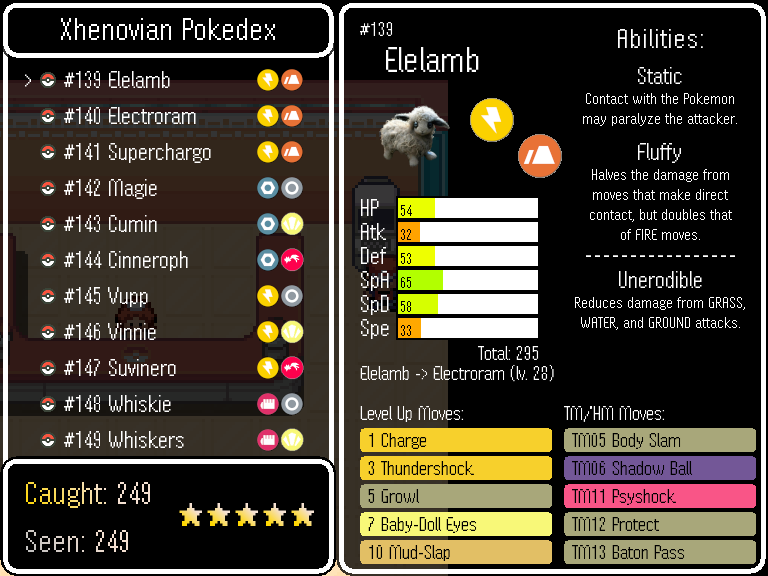 Xhenovian Pokedex
> #139 Elelamb
#140 Electroram
#141 Superchargo
#142 Magie
#143 Cumin
#144 Cinneroph
#145 Vupp
#146 Vinnie
#147 Suvinero
#148 Whiskie
#149 Whiskers
Caught: 249
Seen: 249
#139
Elelamb
HP 54
Atk 32
Def 53
SpA 65
SpD 58
Spe 33
Total: 295
Elelamb -> Electroram (lv. 28)
Abilities:
Static
Contact with the Pokemon
may paralyze the attacker.
Fluffy
Halves the damage from
moves that make direct
contact, but doubles that
of FIRE moves.
Unerodible
Reduces damage from GRASS,
WATER, and GROUND attacks.
Level Up Moves:
1 Charge
3 Thundershock
5 Growl
7 Baby-Doll Eyes
10 Mud-Slap
TM/HM Moves:
TM05 Body Slam
TM06 Shadow Ball
TM11 Psyshock
TM12 Protect
TM13 Baton Pass